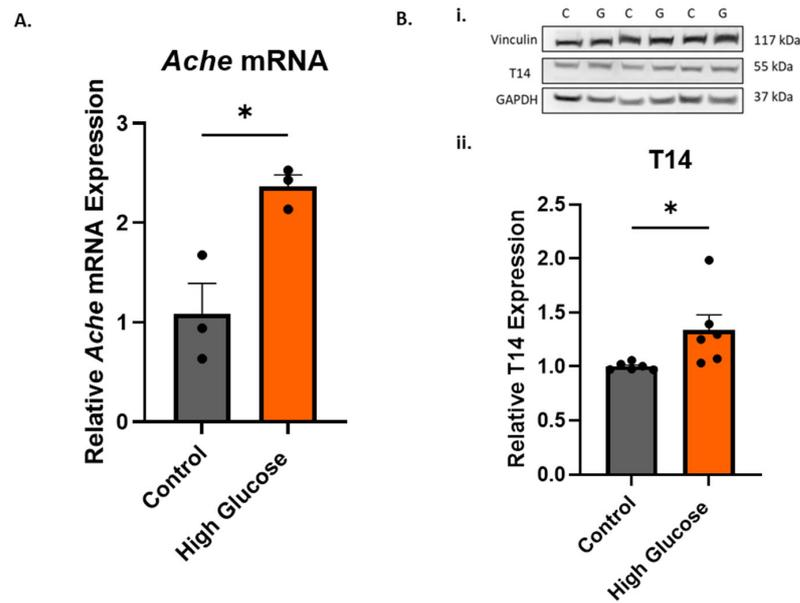 A.
Ache mRNA
*
Relative Ache mRNA Expression
3
2
1
0
Control
High Glucose
B.
i.
C G C G C G
Vinculin 117 kDa
T14 55 kDa
GAPDH 37 kDa
ii.
T14
*
Relative T14 Expression
2.5
2.0
1.5
1.0
0.5
0.0
Control
High Glucose